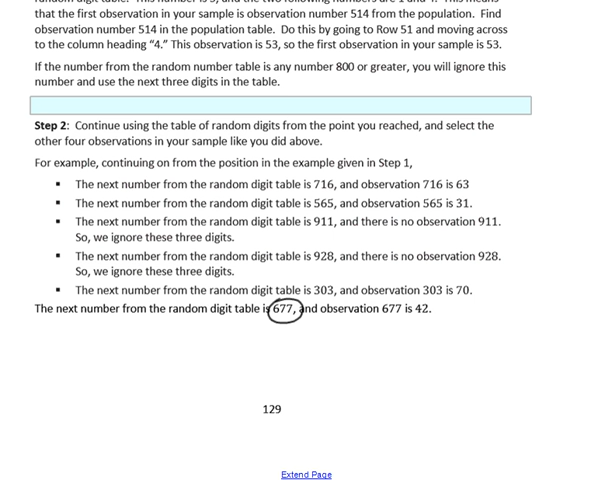 that the first observation in your sample is observation number 514 from the population. Find
observation number 514 in the population table. Do this by going to Row 51 and moving across
to the column heading “4.” This observation is 53, so the first observation in your sample is 53.
If the number from the random number table is any number 800 or greater, you will ignore this
number and use the next three digits in the table.
Step 2: Continue using the table of random digits from the point you reached, and select the
other four observations in your sample like you did above.
For example, continuing on from the position in the example given in Step 1,
▪ The next number from the random digit table is 716, and observation 716 is 63
▪ The next number from the random digit table is 565, and observation 565 is 31.
▪ The next number from the random digit table is 911, and there is no observation 911.
So, we ignore these three digits.
▪ The next number from the random digit table is 928, and there is no observation 928.
So, we ignore these three digits.
▪ The next number from the random digit table is 303, and observation 303 is 70.
The next number from the random digit table is 677, and observation 677 is 42.
129
Extend Page